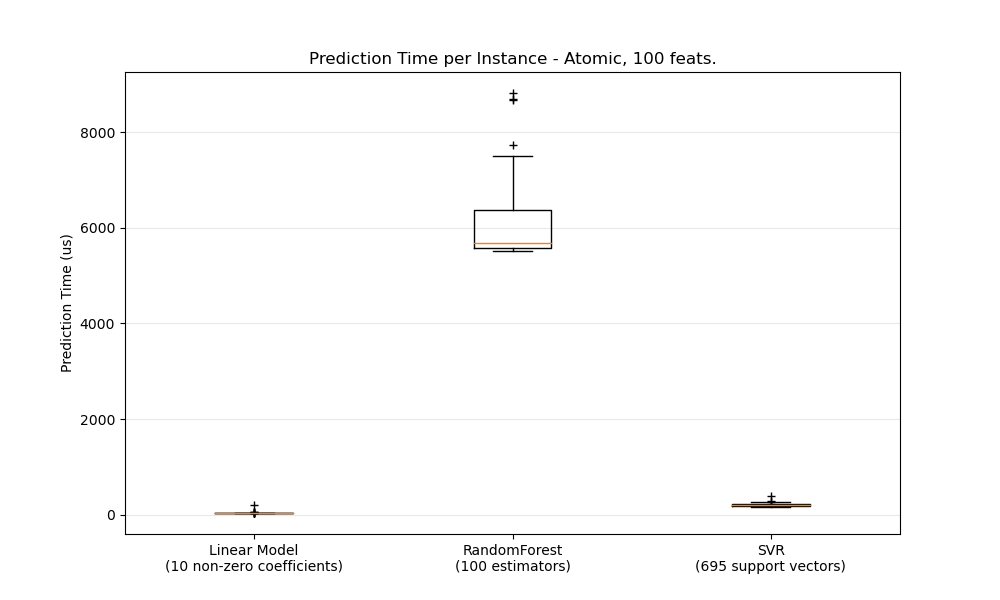 Prediction Time per Instance - Atomic, 100 feats.
Prediction Time (us)
8000
6000
4000
2000
0
Linear Model
(10 non-zero coefficients)
RandomForest
(100 estimators)
SVR
(695 support vectors)